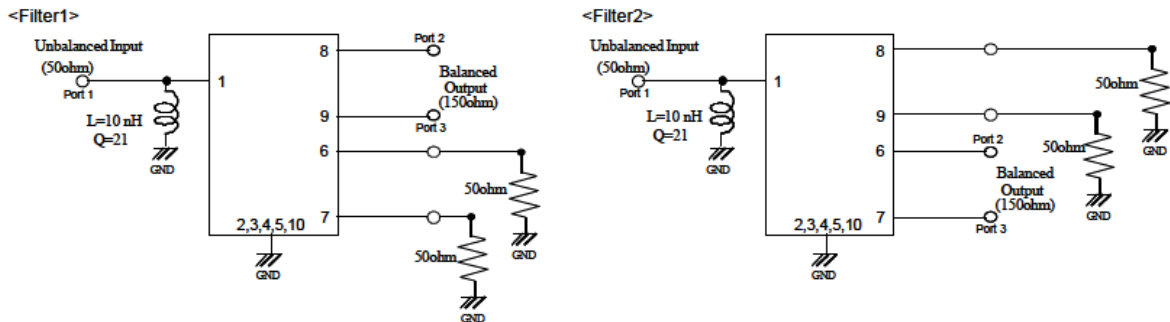 <Filter1>
Unbalanced Input
(50ohm)
Port 1
L=10 nH
Q=21
GND
1
8
9
6
7
2,3,4,5,10
GND
Port 2
Balanced
Output
(150ohm)
Port 3
50ohm
GND
50ohm
GND
<Filter2>
Unbalanced Input
(50ohm)
Port 1
L=10 nH
Q=21
GND
1
8
9
6
7
2,3,4,5,10
GND
50ohm
GND
50ohm
GND
Port 2
Balanced
Output
(150ohm)
Port 3